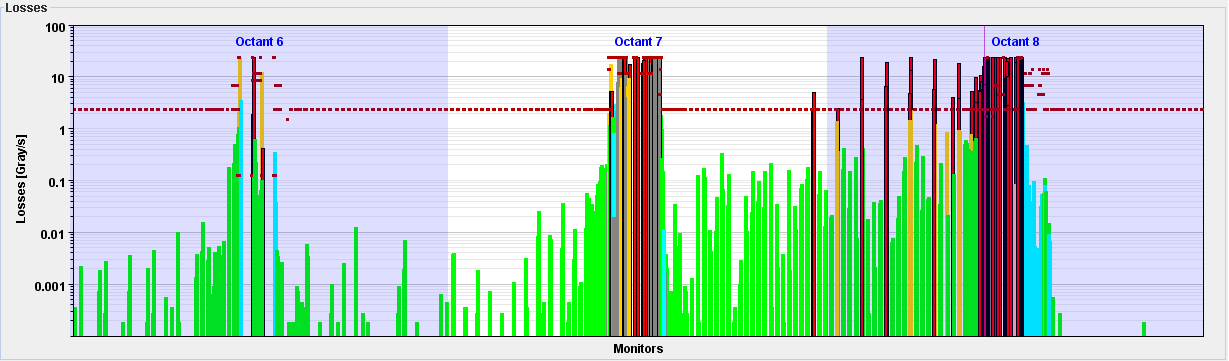 Losses
Octant 6
Octant 7
Octant 8
Losses [Gray/s]
100
10
1
0.1
0.01
0.001
Monitors